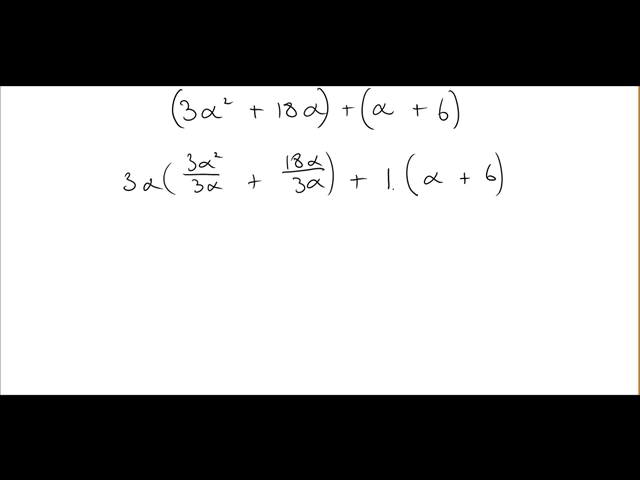 (3α² + 18α) + (α + 6)
3α(3α²/3α + 18α/3α) + 1.(α + 6)